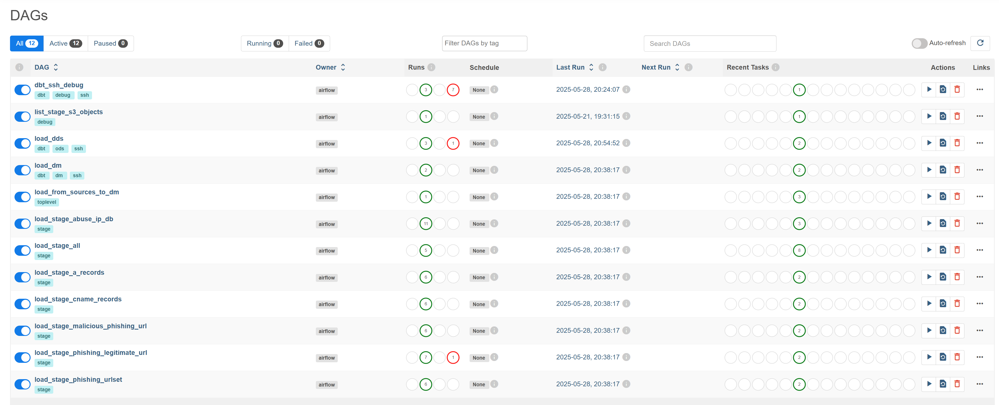 DAGs
All 12 Active 12 Paused 0 Running 0 Failed 0 Filter DAGs by tag Search DAGs Auto-refresh
DAG Owner Runs Schedule Last Run Next Run Recent Tasks Actions Links
dbt_ssh_debug
airflow 3 7 None 2025-05-28, 20:24:07 1
dbt debug ssh
list_stage_s3_objects
airflow 1 None 2025-05-21, 19:31:15 1
debug
load_dds
airflow 3 1 None 2025-05-28, 20:54:52 2
dbt ods ssh
load_dm
airflow 2 None 2025-05-28, 20:38:17 2
dbt dm ssh
load_from_sources_to_dm
airflow 1 None 2025-05-28, 20:38:17 3
toplevel
load_stage_abuse_ip_db
airflow 11 None 2025-05-28, 20:38:17 3
stage
load_stage_all
airflow 5 None 2025-05-28, 20:38:17 8
stage
load_stage_a_records
airflow 6 None 2025-05-28, 20:38:17 2
stage
load_stage_cname_records
airflow 6 None 2025-05-28, 20:38:17 2
stage
load_stage_malicious_phishing_url
airflow 6 None 2025-05-28, 20:38:17 2
stage
load_stage_phishing_legitimate_url
airflow 7 1 None 2025-05-28, 20:38:17 2
stage
load_stage_phishing_urlset
airflow 6 None 2025-05-28, 20:38:17 2
stage